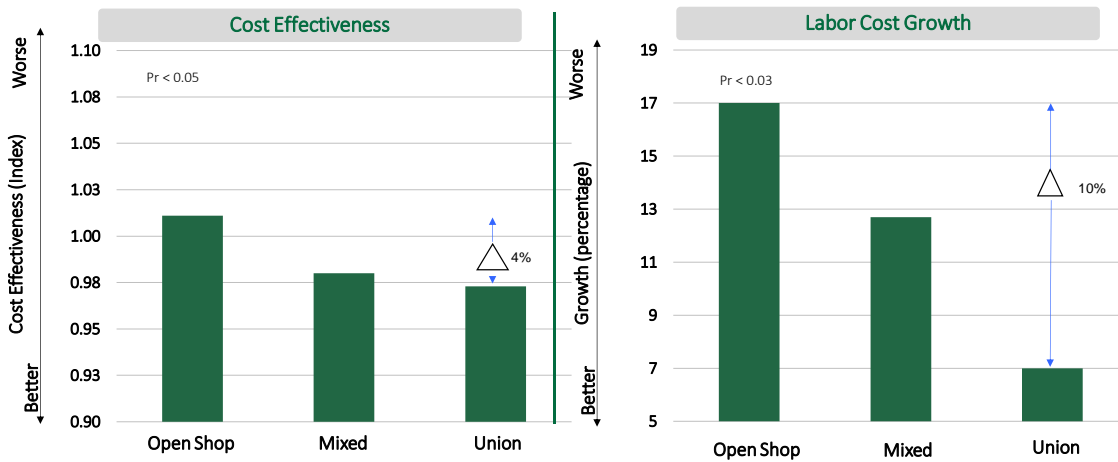 Cost Effectiveness
Worse
Cost Effectiveness (Index)
Better
1.10
1.08
1.05
1.03
1.00
0.98
0.95
0.93
0.90
Pr < 0.05
4%
Open Shop
Mixed
Union
Labor Cost Growth
Worse
Growth (percentage)
Better
19
17
15
13
11
9
7
5
Pr < 0.03
10%
Open Shop
Mixed
Union